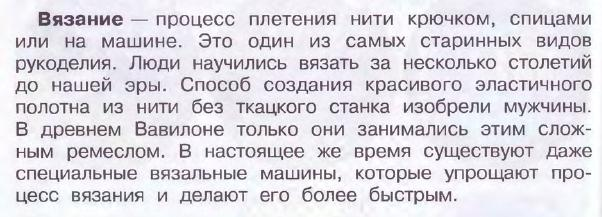 Вязание — процесс плетения нити крючком, спицами
или на машине. Это один из самых старинных видов
рукоделия. Люди научились вязать за несколько столетий
до нашей эры. Способ создания красивого эластичного
полотна из нити без ткацкого станка изобрели мужчины.
В древнем Вавилоне только они занимались этим слож-
ным ремеслом. В настоящее же время существуют даже
специальные вязальные машины, которые упрощают про-
цесс вязания и делают его более быстрым.